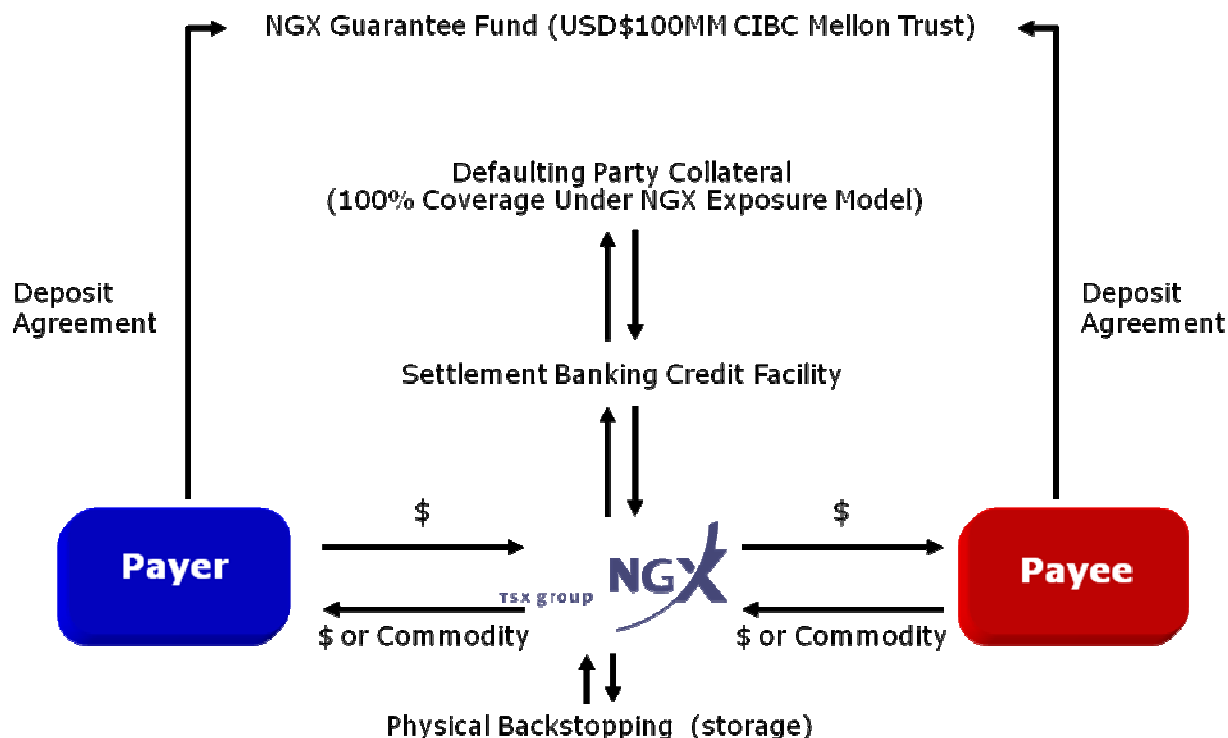 NGX Guarantee Fund (USD$100MM CIBC Mellon Trust)
Defaulting Party Collateral
(100% Coverage Under NGX Exposure Model)
Deposit
Agreement
Deposit
Agreement
Settlement Banking Credit Facility
$
$
Payer
TSX group
NGX
Payee
$ or Commodity
$ or Commodity
Physical Backstopping (storage)